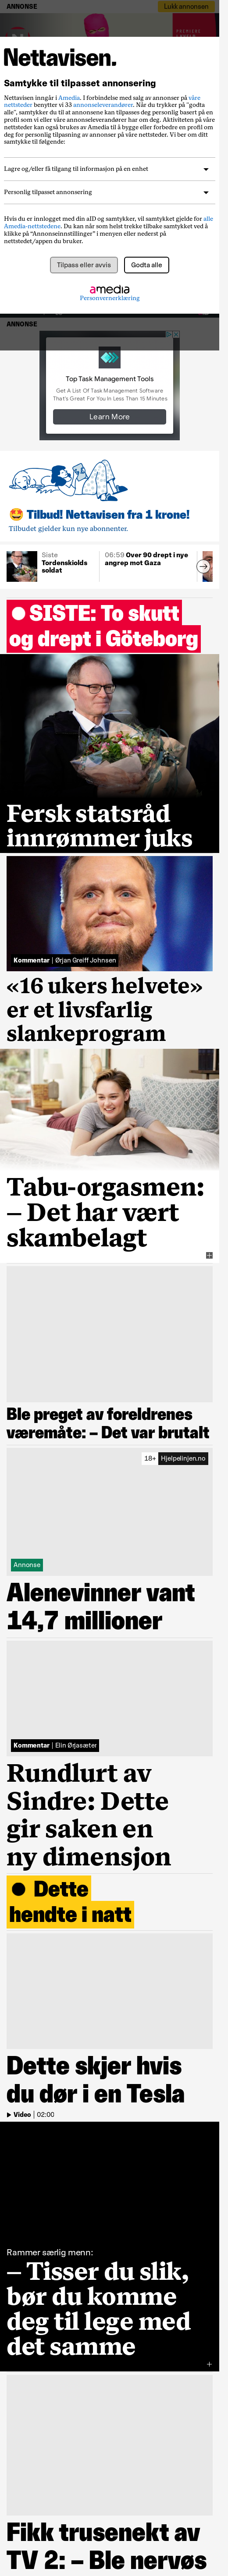 ANNONSE
Lukk annonsen
Nettavisen.
Samtykke til tilpasset annonsering
Nettavisen inngår i Amedia. I forbindelse med salg av annonser på våre
nettsteder benytter vi 33 annonseleverandører. Når du trykker på "godta
alle", samtykker du til at annonsene kan tilpasses deg personlig basert på en
profil som vi eller våre annonseleverandører har om deg. Aktiviteten på våre
nettsteder kan også brukes av Amedia til å bygge eller forbedre en profil om
deg for personlig tilpasning av annonser på våre nettsteder. Vi ber om ditt
samtykke til følgende:
Lagre og/eller få tilgang til informasjon på en enhet
Personlig tilpasset annonsering
Hvis du er innlogget med din aID og samtykker, vil samtykket gjelde for alle
Amedia-nettstedene. Du kan når som helst trekke tilbake samtykket ved å
klikke på “Annonseinnstillinger” i menyen eller nederst på
nettstedet/appen du bruker.
Tilpass eller avvis
Godta alle
amedia
Personvernerklæring
ANNONSE
Top Task Management Tools
Get A List Of Task Management Software
That's Great For You In Less Than 15 Minutes
Learn More
🤩 Tilbud! Nettavisen fra 1 krone!
Tilbudet gjelder kun nye abonnenter.
Siste
Tordenskiolds
soldat
06:59 Over 90 drept i nye
angrep mot Gaza
SISTE: To skutt
og drept i Göteborg
Fersk statsråd
innrømmer juks
Kommentar | Ørjan Greiff Johnsen
«16 ukers helvete»
er et livsfarlig
slankeprogram
Tabu-orgasmen:
– Det har vært
skambelagt
Ble preget av foreldrenes
væremåte: – Det var brutalt
18+ Hjelpelinjen.no
Annonse
Alenevinner vant
14,7 millioner
Kommentar | Elin Ørjasæter
Rundlurt av
Sindre: Dette
gir saken en
ny dimensjon
Dette
hendte i natt
Dette skjer hvis
du dør i en Tesla
Video | 02:00
Rammer særlig menn:
– Tisser du slik,
bør du komme
deg til lege med
det samme
Fikk trusenekt av
TV 2: – Ble nervøs